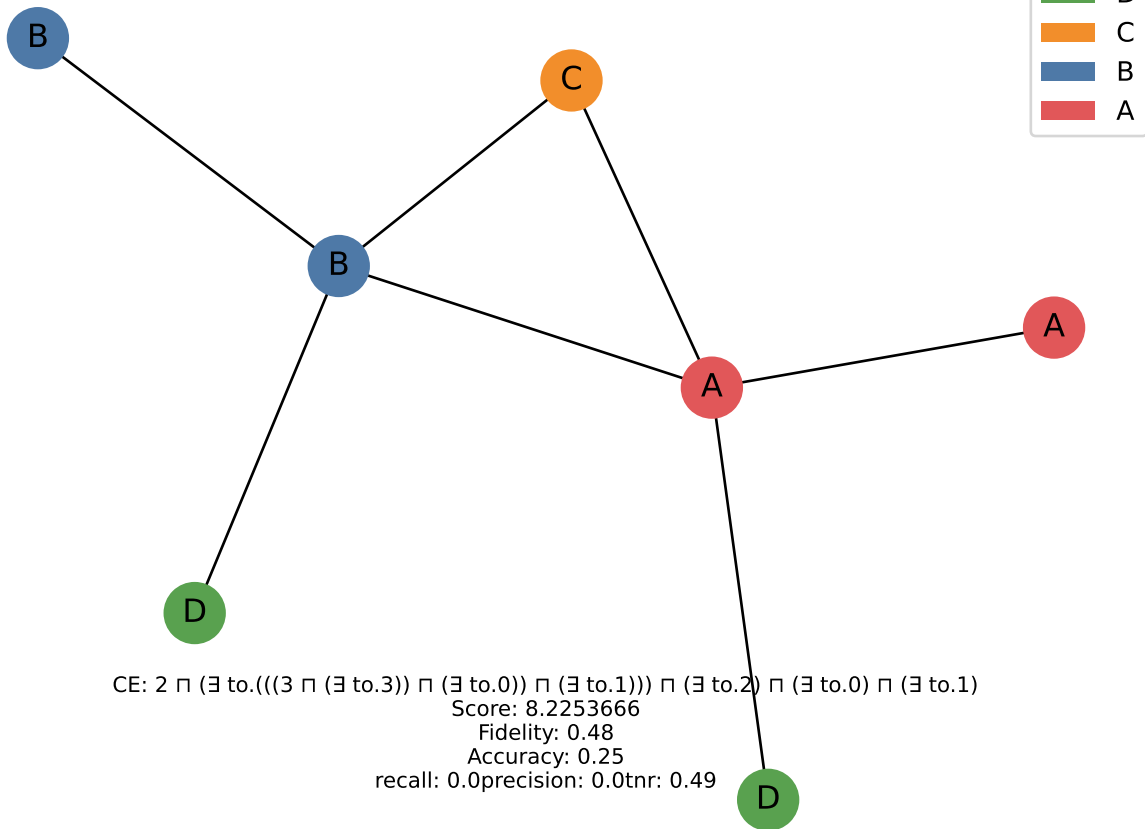 D
C
B
A
B
C
B
A
A
D
CE: 2 ⊓ (∃ to.(((3 ⊓ (∃ to.3)) ⊓ (∃ to.0)) ⊓ (∃ to.1))) ⊓ (∃ to.2) ⊓ (∃ to.0) ⊓ (∃ to.1)
Score: 8.2253666
Fidelity: 0.48
Accuracy: 0.25
recall: 0.0precision: 0.0tnr: 0.49
D